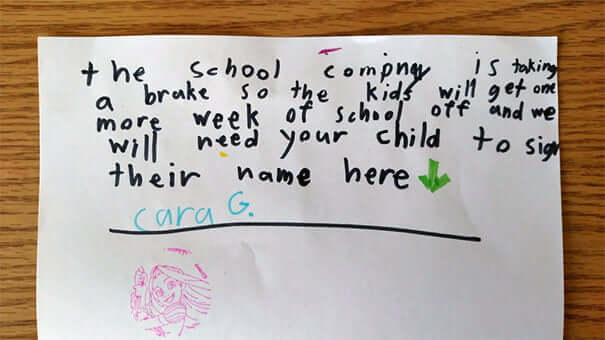 the school compny is taking
a brake so the kids will get one
more week of school off and we
will need your child to sign
their name here
cara G.